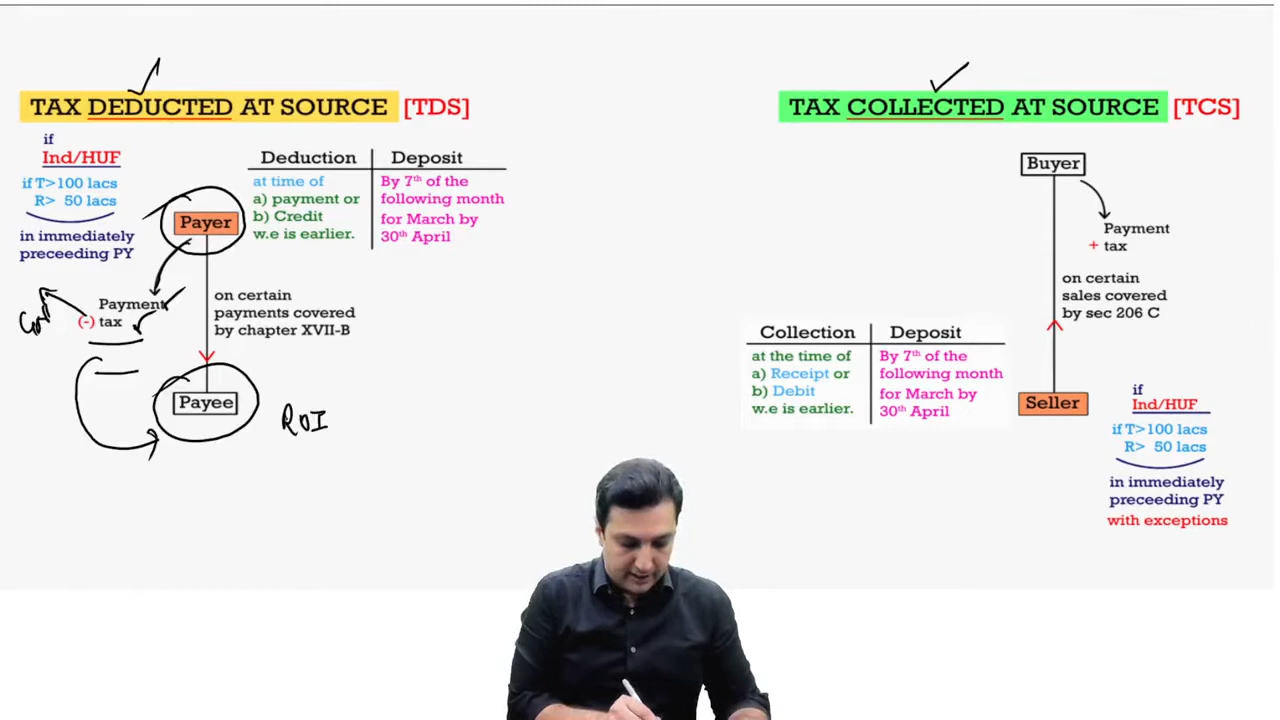 TAX DEDUCTED AT SOURCE [TDS]
if
Ind/HUF
if T>100 lacs
R> 50 lacs
in immediately
preceeding PY
Payer
Deduction
at time of
a) payment or
b) Credit
w.e is earlier.
Deposit
By 7th of the
following month
for March by
30th April
Payment
(-) tax
on certain
payments covered
by chapter XVII-B
Payee
ROI
TAX COLLECTED AT SOURCE [TCS]
Buyer
Payment
+ tax
on certain
sales covered
by sec 206 C
Collection
at the time of
a) Receipt or
b) Debit
w.e is earlier.
Deposit
By 7th of the
following month
for March by
30th April
Seller
if
Ind/HUF
if T>100 lacs
R> 50 lacs
in immediately
preceeding PY
with exceptions